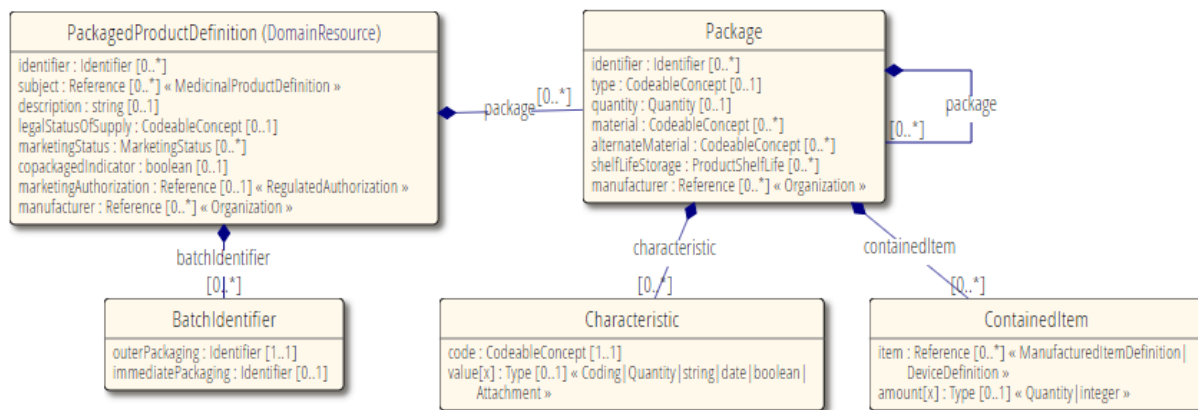 PackagedProductDefinition (DomainResource)
identifier : Identifier [0..*]
subject : Reference [0..*] « MedicinalProductDefinition »
description : string [0..1]
legalStatusOfSupply : CodeableConcept [0..1]
marketingStatus : MarketingStatus [0..*]
copackagedIndicator : boolean [0..1]
marketingAuthorization : Reference [0..1] « RegulatedAuthorization »
manufacturer : Reference [0..*] « Organization »
package
[0..*]
Package
identifier : Identifier [0..*]
type : CodeableConcept [0..1]
quantity : Quantity [0..1]
material : CodeableConcept [0..*]
alternateMaterial : CodeableConcept [0..*]
shelfLifeStorage : ProductShelfLife [0..*]
manufacturer : Reference [0..*] « Organization »
package
[0..*]
batchIdentifier
[0..*]
characteristic
[0..*]
containedItem
[0..*]
BatchIdentifier
outerPackaging : Identifier [1..1]
immediatePackaging : Identifier [0..1]
Characteristic
code : CodeableConcept [1..1]
value[x] : Type [0..1] « Coding|Quantity|string|date|boolean|
Attachment »
ContainedItem
item : Reference [0..*] « ManufacturedItemDefinition|
DeviceDefinition »
amount[x] : Type [0..1] « Quantity|integer »